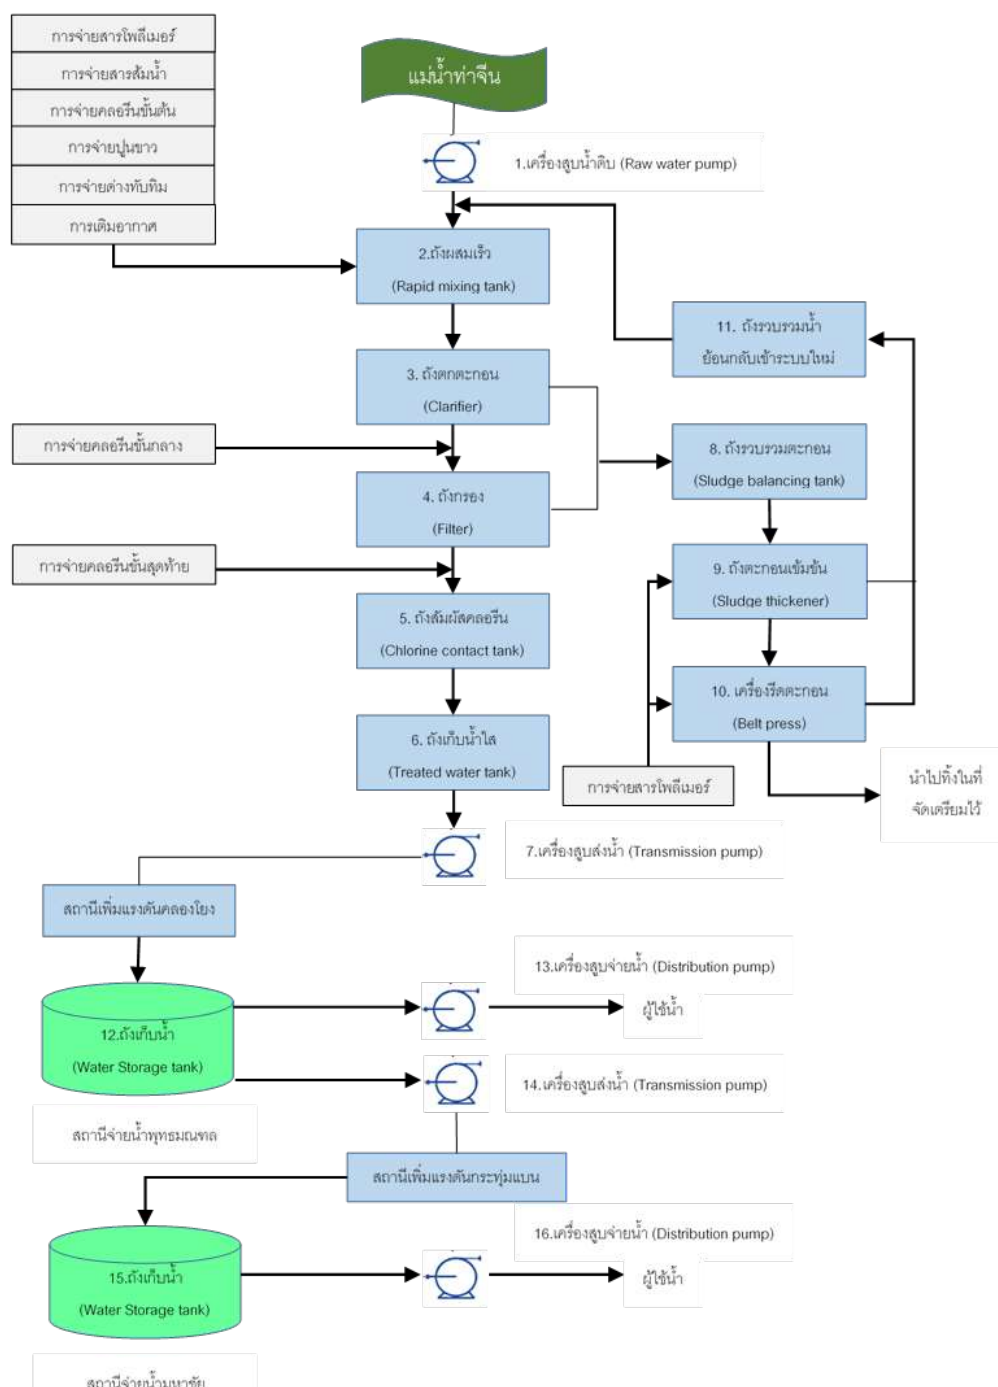 การจ่ายสารโพลีเมอร์
การจ่ายสารส้มน้ำ
การจ่ายคลอรีนขั้นต้น
การจ่ายปูนขาว
การจ่ายด่างทับทิม
การเติมอากาศ
แม่น้ำท่าจีน
1.เครื่องสูบน้ำดิบ (Raw water pump)
2.ถังผสมเร็ว
(Rapid mixing tank)
11. ถังรวบรวมน้ำ
ย้อนกลับเข้าระบบใหม่
3. ถังตกตะกอน
(Clarifier)
การจ่ายคลอรีนขั้นกลาง
8. ถังรวบรวมตะกอน
(Sludge balancing tank)
4. ถังกรอง
(Filter)
การจ่ายคลอรีนขั้นสุดท้าย
9. ถังตะกอนเข้มข้น
(Sludge thickener)
5. ถังสัมผัสคลอรีน
(Chlorine contact tank)
10. เครื่องรีดตะกอน
(Belt press)
6. ถังเก็บน้ำใส
(Treated water tank)
การจ่ายสารโพลีเมอร์
นำไปทิ้งในที่
จัดเตรียมไว้
7.เครื่องสูบส่งน้ำ (Transmission pump)
สถานีเพิ่มแรงดันคลองโยง
13.เครื่องสูบจ่ายน้ำ (Distribution pump)
ผู้ใช้น้ำ
12.ถังเก็บน้ำ
(Water Storage tank)
14.เครื่องสูบส่งน้ำ (Transmission pump)
สถานีจ่ายน้ำพุทธมณฑล
สถานีเพิ่มแรงดันกระทุ่มแบน
16.เครื่องสูบจ่ายน้ำ (Distribution pump)
ผู้ใช้น้ำ
15.ถังเก็บน้ำ
(Water Storage tank)
สถานีจ่ายน้ำมหาชัย